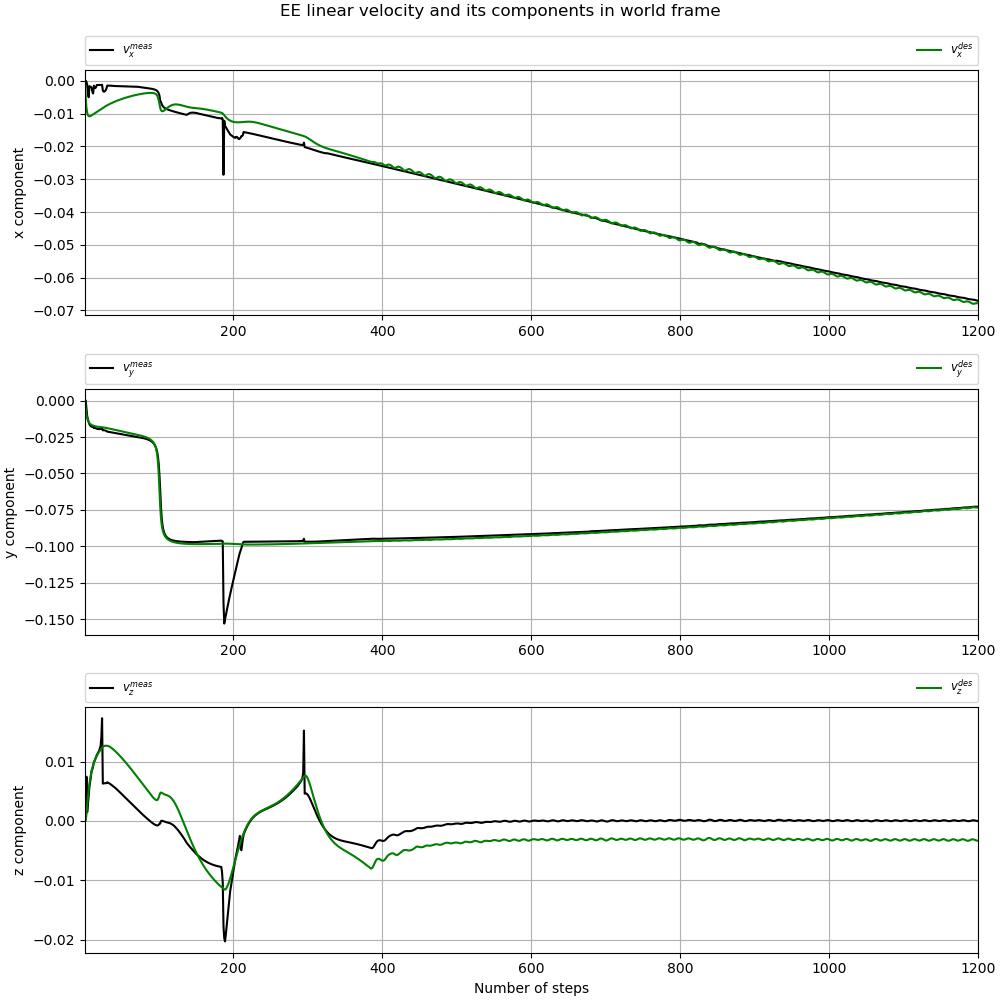 EE linear velocity and its components in world frame
v_x^meas v_x^des
0.00
−0.01
−0.02
−0.03
−0.04
−0.05
−0.06
−0.07
x component
200 400 600 800 1000 1200
v_y^meas v_y^des
0.000
−0.025
−0.050
−0.075
−0.100
−0.125
−0.150
y component
200 400 600 800 1000 1200
v_z^meas v_z^des
0.01
0.00
−0.01
−0.02
z component
200 400 600 800 1000 1200
Number of steps